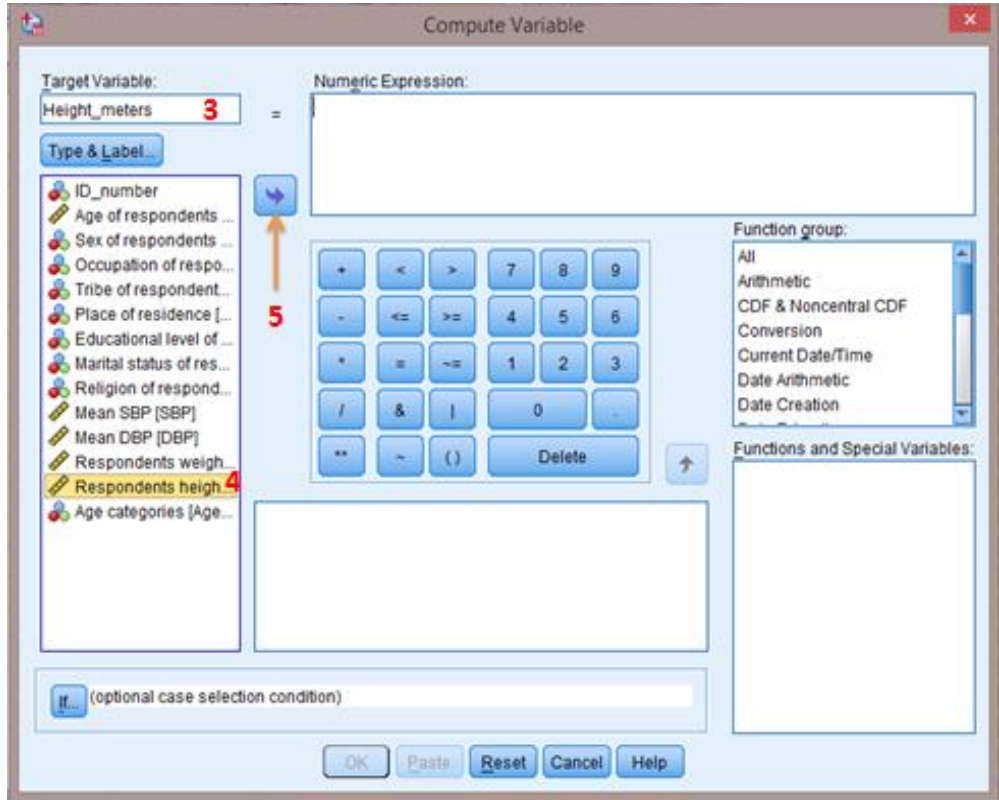 Compute Variable
Target Variable:
Height_meters 3
=
Numeric Expression:
Type & Label...
ID_number
Age of respondents ...
Sex of respondents ...
Occupation of respo...
Tribe of respondent...
Place of residence [...
Educational level of ...
Marital status of res...
Religion of respond...
Mean SBP [SBP]
Mean DBP [DBP]
Respondents weigh...
Respondents heigh... 4
Age categories [Age...
5
+ < > 7 8 9
- <= >= 4 5 6
* = ~= 1 2 3
/ & | 0 .
** ~ ( ) Delete
Function group:
All
Arithmetic
CDF & Noncentral CDF
Conversion
Current Date/Time
Date Arithmetic
Date Creation
Functions and Special Variables:
If... (optional case selection condition)
OK Paste Reset Cancel Help